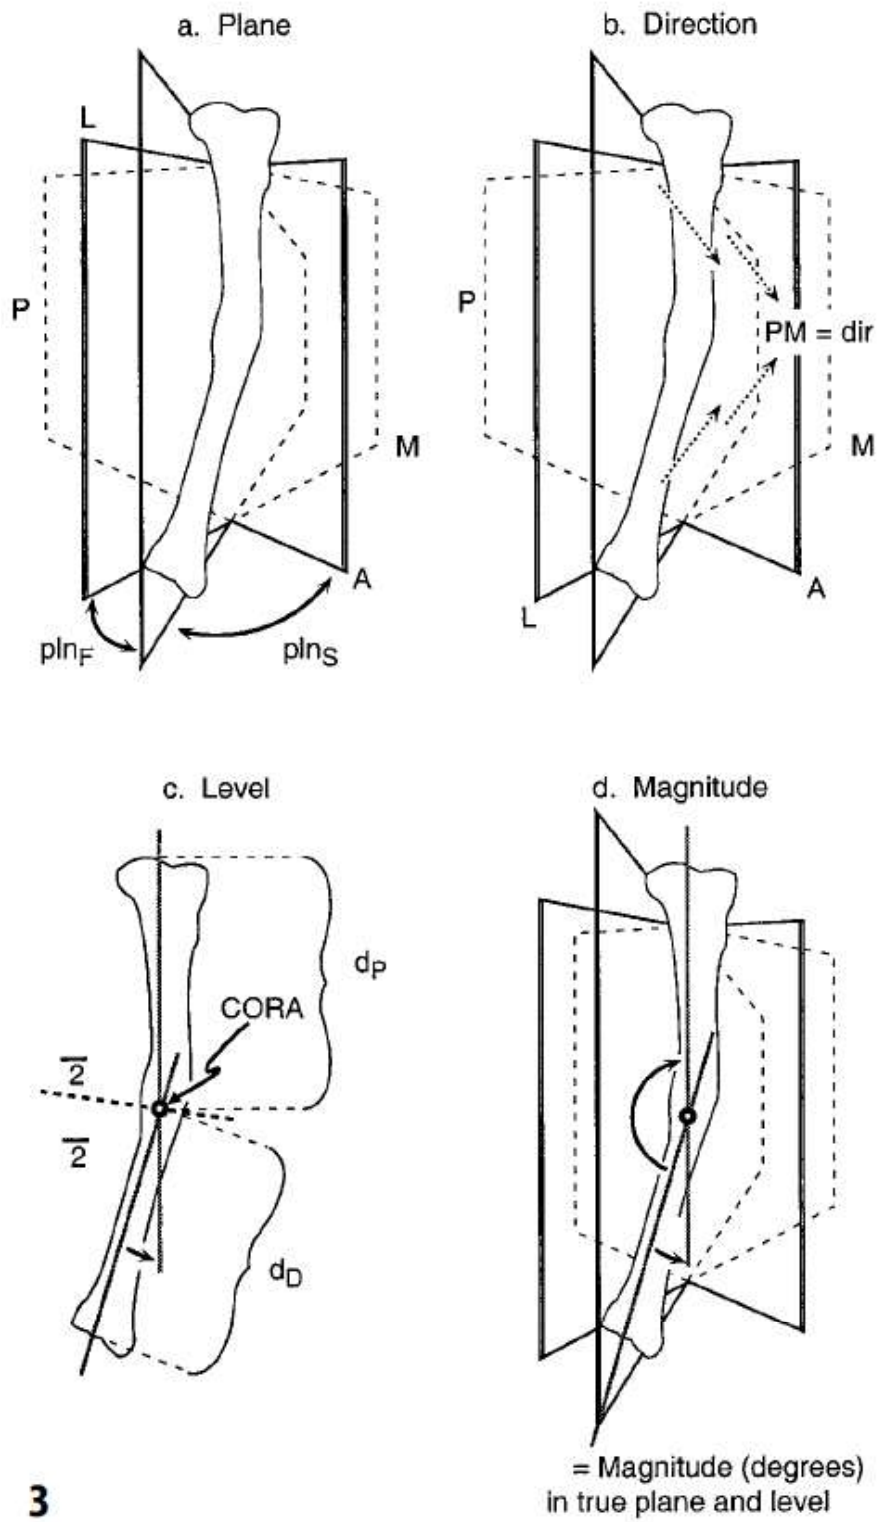 a. Plane
b. Direction
L
P
M
A
pln_F
pln_S
P
PM = dir
M
A
L
c. Level
d. Magnitude
d_P
CORA
2
2
d_D
= Magnitude (degrees)
in true plane and level
3